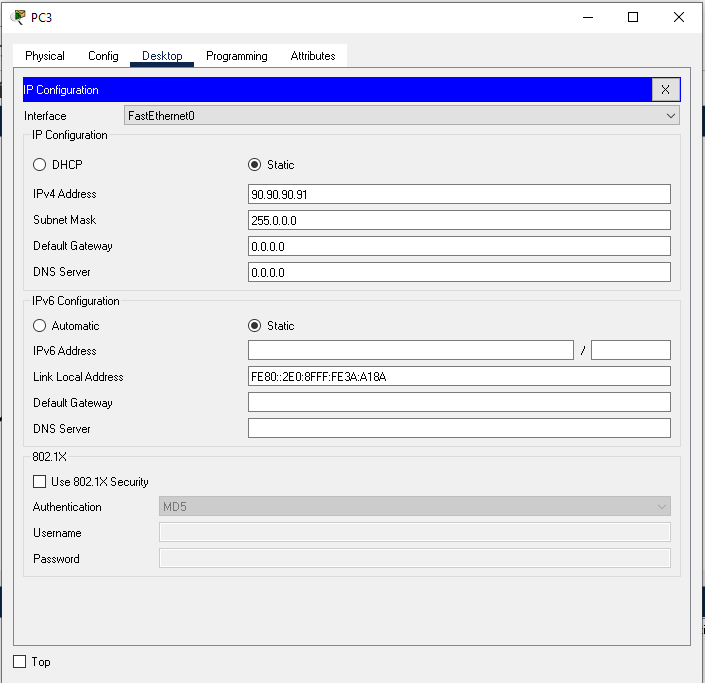 PC3
Physical Config Desktop Programming Attributes
IP Configuration X
Interface FastEthernet0
IP Configuration
DHCP Static
IPv4 Address 90.90.90.91
Subnet Mask 255.0.0.0
Default Gateway 0.0.0.0
DNS Server 0.0.0.0
IPv6 Configuration
Automatic Static
IPv6 Address /
Link Local Address FE80::2E0:8FFF:FE3A:A18A
Default Gateway
DNS Server
802.1X
Use 802.1X Security
Authentication MD5
Username
Password
Top